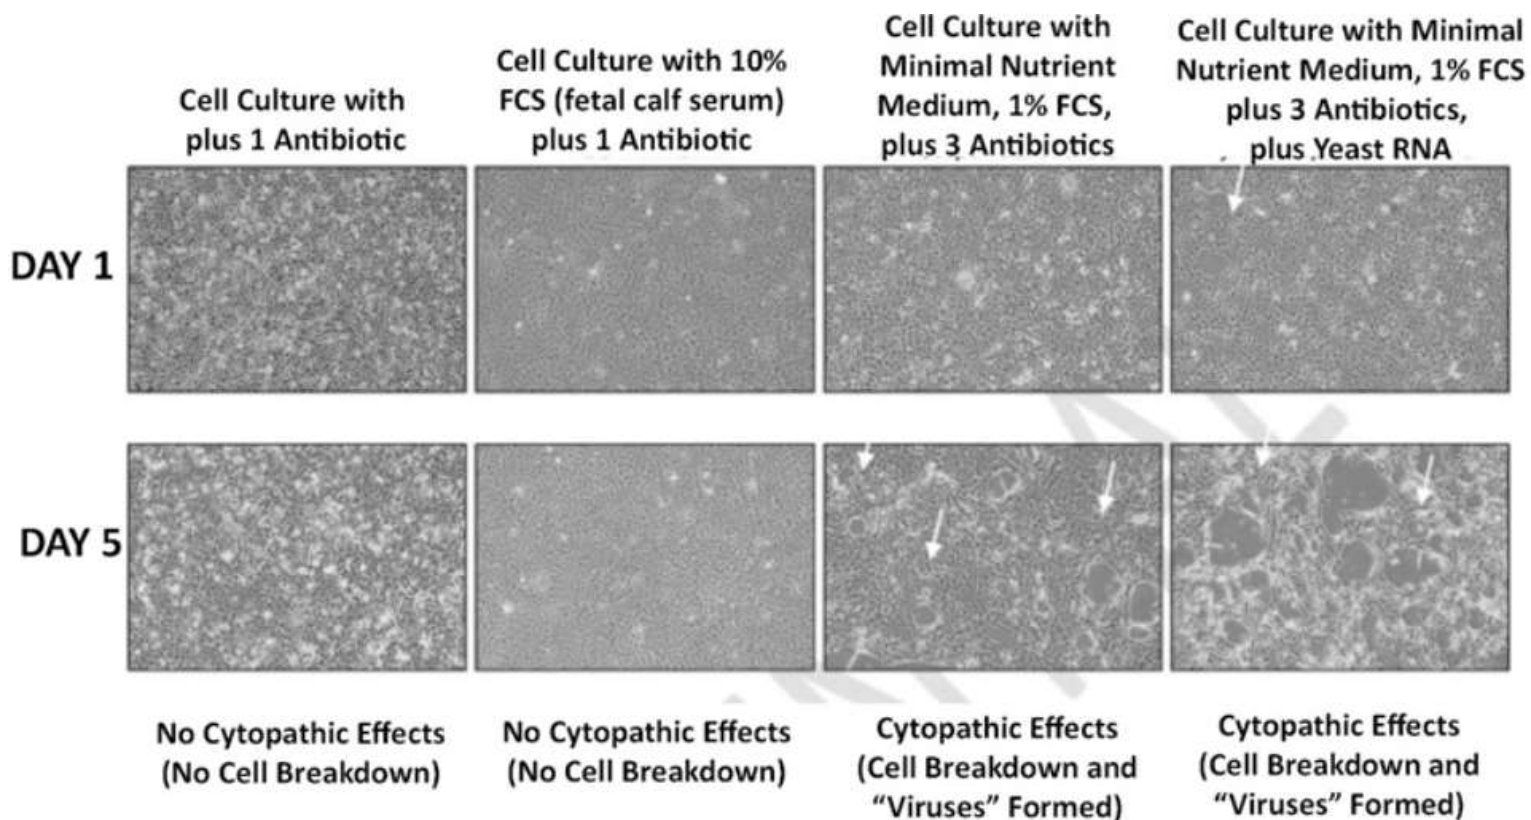 Cell Culture with
plus 1 Antibiotic
Cell Culture with 10%
FCS (fetal calf serum)
plus 1 Antibiotic
Cell Culture with
Minimal Nutrient
Medium, 1% FCS,
plus 3 Antibiotics
Cell Culture with Minimal
Nutrient Medium, 1% FCS
plus 3 Antibiotics,
plus Yeast RNA
DAY 1
DAY 5
No Cytopathic Effects
(No Cell Breakdown)
No Cytopathic Effects
(No Cell Breakdown)
Cytopathic Effects
(Cell Breakdown and
“Viruses” Formed)
Cytopathic Effects
(Cell Breakdown and
“Viruses” Formed)